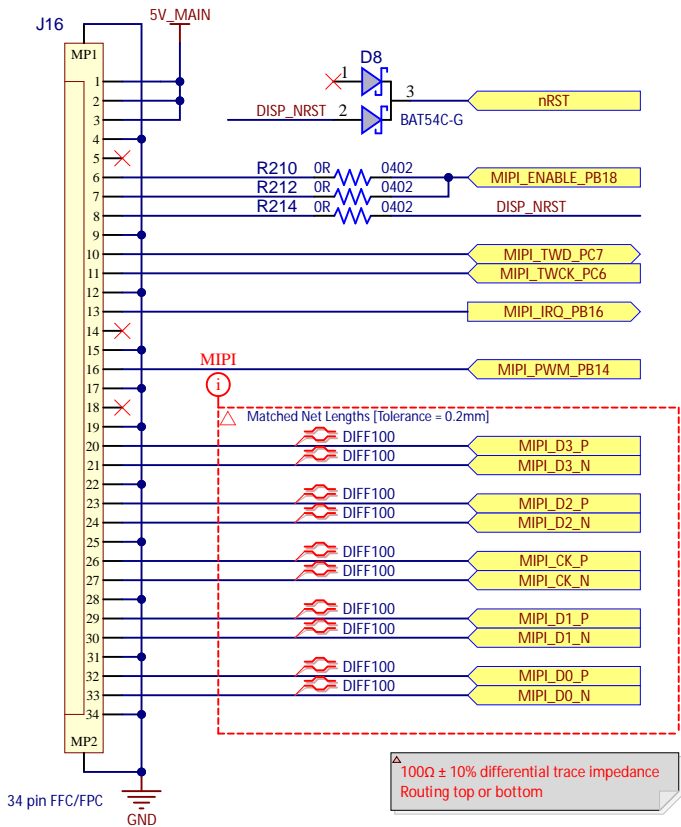 J16
5V_MAIN
MP1
D8
1
1
3
nRST
2
DISP_NRST
2
BAT54C-G
3
4
5
R210 0R 0402
6
MIPI_ENABLE_PB18
R212 0R 0402
7
R214 0R 0402
8
DISP_NRST
9
10
MIPI_TWD_PC7
11
MIPI_TWCK_PC6
12
13
MIPI_IRQ_PB16
14
15
MIPI
16
MIPI_PWM_PB14
17
i
18
Matched Net Lengths [Tolerance = 0.2mm]
19
DIFF100
20
MIPI_D3_P
DIFF100
21
MIPI_D3_N
22
DIFF100
23
MIPI_D2_P
DIFF100
24
MIPI_D2_N
25
DIFF100
26
MIPI_CK_P
DIFF100
27
MIPI_CK_N
28
DIFF100
29
MIPI_D1_P
DIFF100
30
MIPI_D1_N
31
DIFF100
32
MIPI_D0_P
DIFF100
33
MIPI_D0_N
34
MP2
100Ω ± 10% differential trace impedance
Routing top or bottom
34 pin FFC/FPC
GND